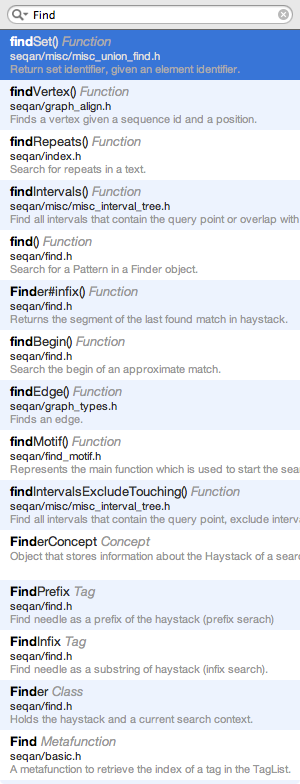 Find
findSet() Function
seqan/misc/misc_union_find.h
Return set identifier, given an element identifier.
findVertex() Function
seqan/graph_align.h
Finds a vertex given a sequence id and a position.
findRepeats() Function
seqan/index.h
Search for repeats in a text.
findIntervals() Function
seqan/misc/misc_interval_tree.h
Find all intervals that contain the query point or overlap with
find() Function
seqan/find.h
Search for a Pattern in a Finder object.
Finder#infix() Function
seqan/find.h
Returns the segment of the last found match in haystack.
findBegin() Function
seqan/find.h
Search the begin of an approximate match.
findEdge() Function
seqan/graph_types.h
Finds an edge.
findMotif() Function
seqan/find_motif.h
Represents the main function which is used to start the sea
findIntervalsExcludeTouching() Function
seqan/misc/misc_interval_tree.h
Find all intervals that contain the query point, exclude interv
FinderConcept Concept
Object that stores information about the Haystack of a searc
FindPrefix Tag
seqan/find.h
Find needle as a prefix of the haystack (prefix serach)
FindInfix Tag
seqan/find.h
Find needle as a substring of haystack (infix search).
Finder Class
seqan/find.h
Holds the haystack and a current search context.
Find Metafunction
seqan/basic.h
A metafunction to retrieve the index of a tag in the TagList.